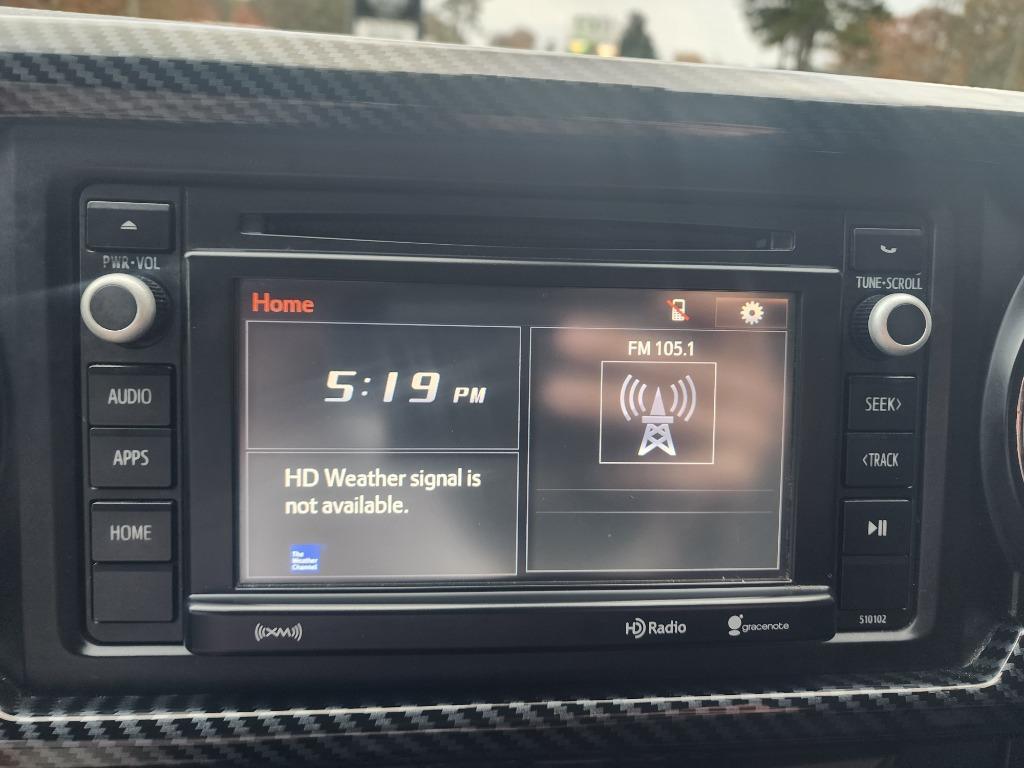 PWR•VOL
TUNE•SCROLL
Home
FM 105.1
5:19 PM
AUDIO
SEEK>
APPS
<TRACK
HD Weather signal is
not available.
HOME
The
Weather
Channel
510102
((XM))
HD Radio
gracenote